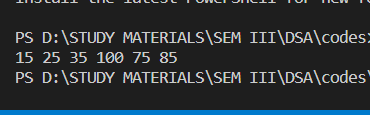 Install the latest PowerShell for new fe
PS D:\STUDY MATERIALS\SEM III\DSA\codes>
15 25 35 100 75 85
PS D:\STUDY MATERIALS\SEM III\DSA\codes\